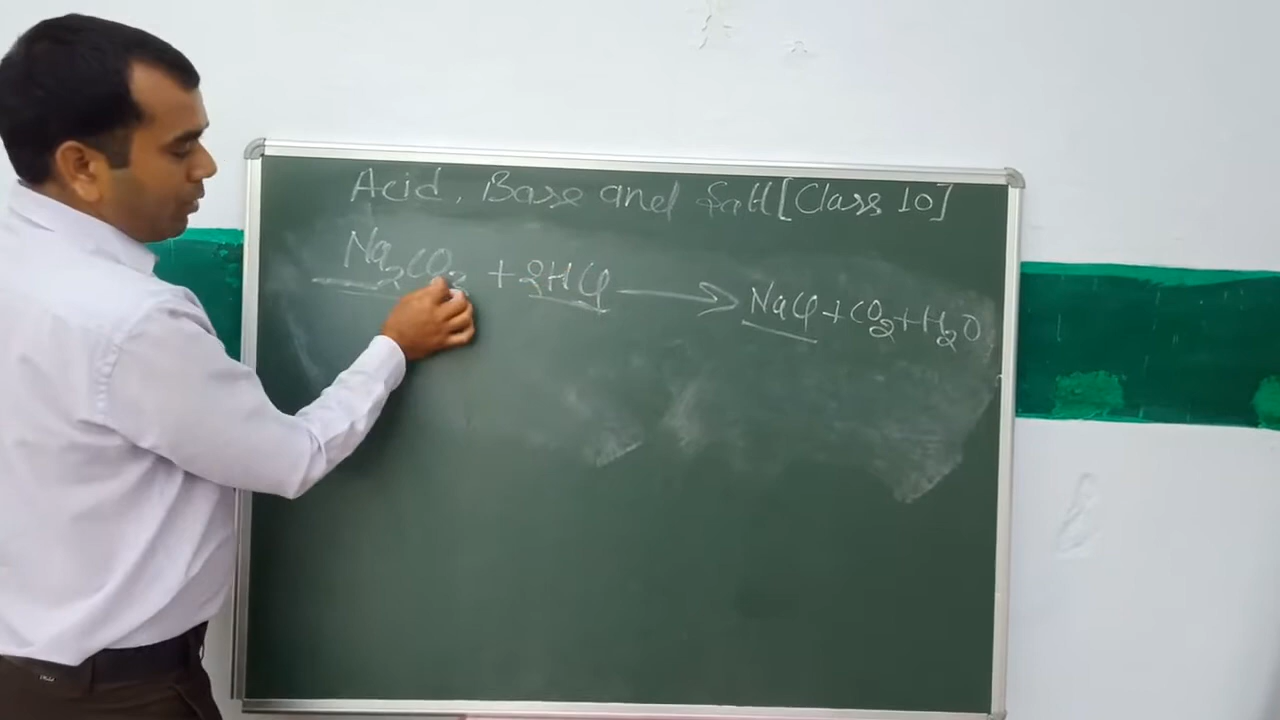 Acid, Base and Salt [Class 10]
Na2CO3 + 2HCl → NaCl + CO2 + H2O